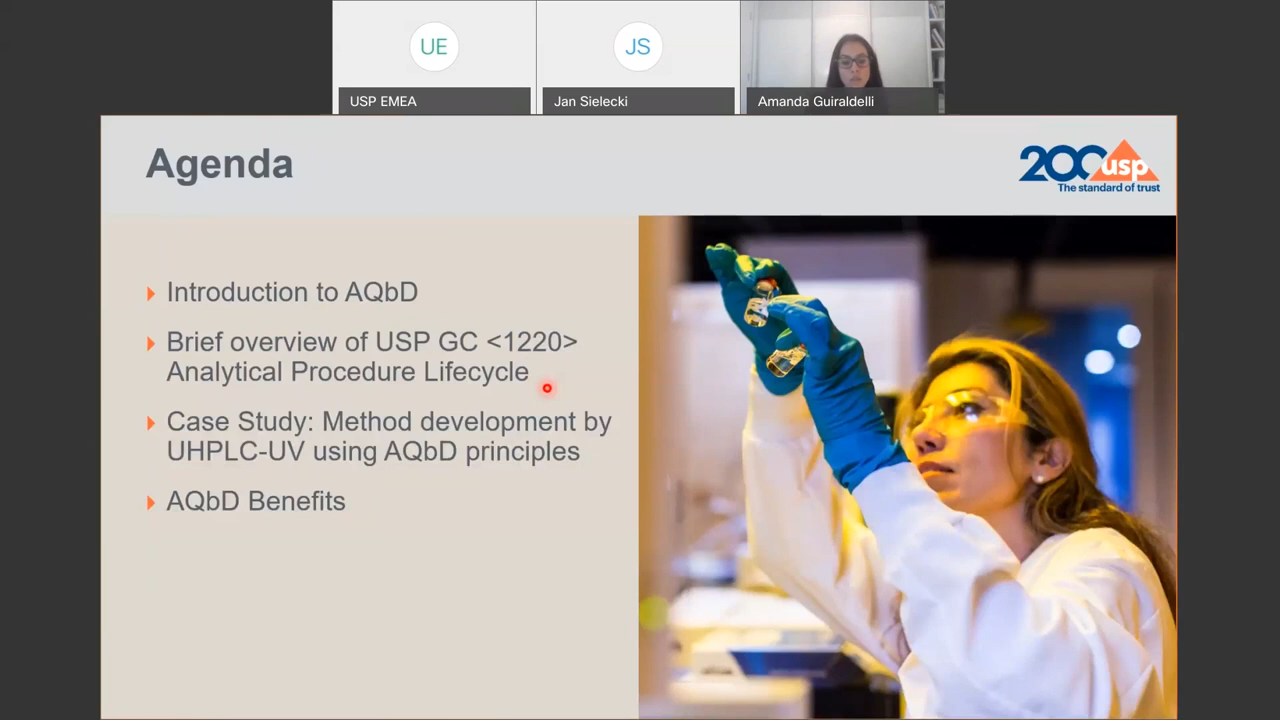 UE
JS
USP EMEA
Jan Sielecki
Amanda Guiraldelli
Agenda
200 usp
The standard of trust
Introduction to AQbD
Brief overview of USP GC <1220>
Analytical Procedure Lifecycle
Case Study: Method development by
UHPLC-UV using AQbD principles
AQbD Benefits